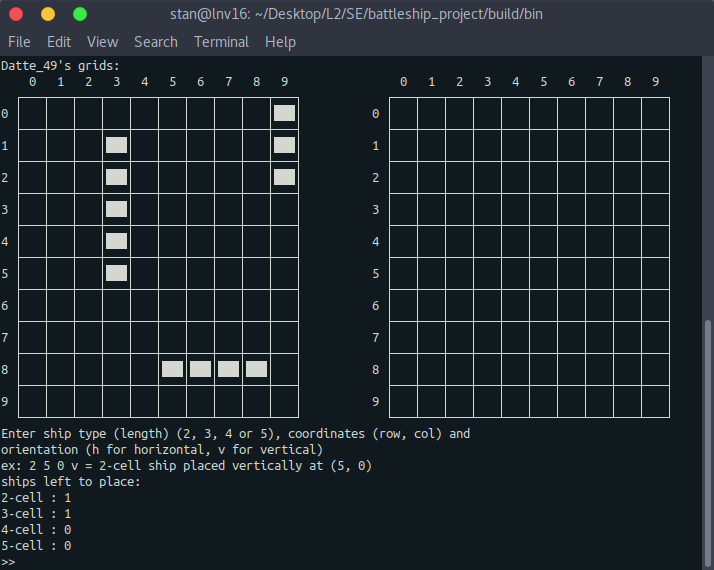 stan@lnv16: ~/Desktop/L2/SE/battleship_project/build/bin
File Edit View Search Terminal Help
Datte_49's grids:
0 1 2 3 4 5 6 7 8 9 0 1 2 3 4 5 6 7 8 9
0 0
1 1
2 2
3 3
4 4
5 5
6 6
7 7
8 8
9 9
Enter ship type (length) (2, 3, 4 or 5), coordinates (row, col) and
orientation (h for horizontal, v for vertical)
ex: 2 5 0 v = 2-cell ship placed vertically at (5, 0)
ships left to place:
2-cell : 1
3-cell : 1
4-cell : 0
5-cell : 0
>>